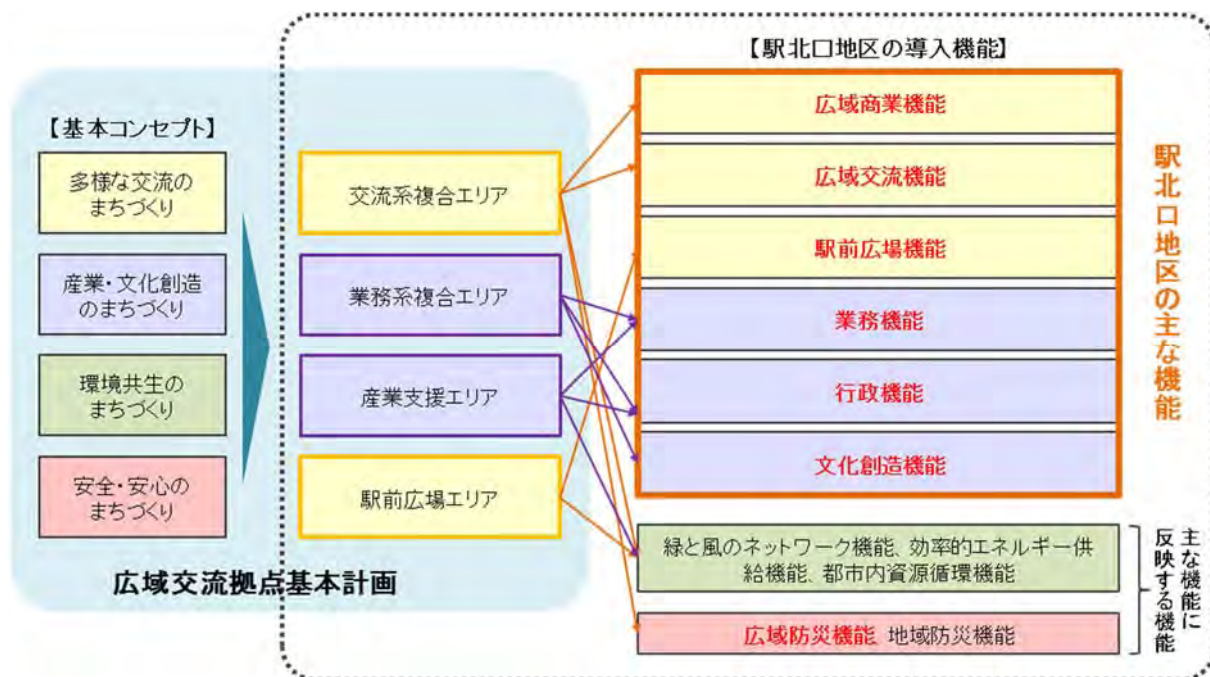 【駅北口地区の導入機能】
【基本コンセプト】
多様な交流の
まちづくり
産業・文化創造
のまちづくり
環境共生の
まちづくり
安全・安心の
まちづくり
広域交流拠点基本計画
交流系複合エリア
業務系複合エリア
産業支援エリア
駅前広場エリア
広域商業機能
広域交流機能
駅前広場機能
業務機能
行政機能
文化創造機能
駅北口地区の主な機能
緑と風のネットワーク機能、効率的エネルギー供
給機能、都市内資源循環機能
広域防災機能、地域防災機能
主な機能に
反映する機能